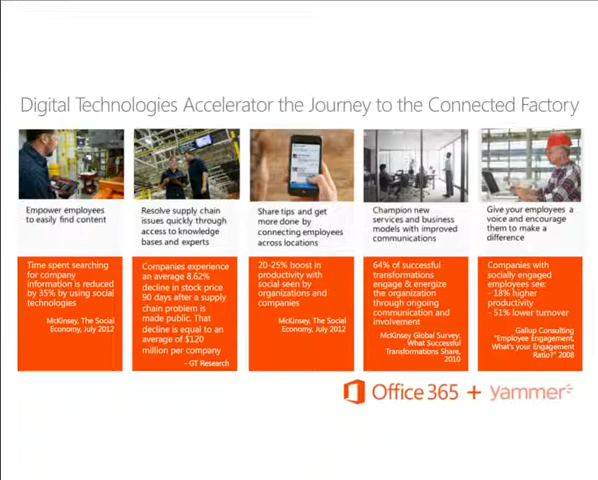 Digital Technologies Accelerator the Journey to the Connected Factory
Empower employees
to easily find content
Time spent searching
for company
information is reduced
by 35% by using social
technologies
McKinsey, The Social
Economy, July 2012
Resolve supply chain
issues quickly through
access to knowledge
bases and experts
Companies experience
an average 8.62%
decline in stock price
90 days after a supply
chain problem is
made public. That
decline is equal to an
average of $120
million per company
- GT Research
Share tips and get
more done by
connecting employees
across locations
20-25% boost in
productivity with
social seen by
organizations and
companies
McKinsey, The Social
Economy, July 2012
Champion new
services and business
models with improved
communications
64% of successful
transformations
engage & energize
the organization
through ongoing
communication and
involvement
McKinsey Global Survey:
What Successful
Transformations Share,
2010
Give your employees a
voice and encourage
them to make a
difference
Companies with
socially engaged
employees see:
- 18% higher
productivity
- 51% lower turnover
Gallup Consulting
"Employee Engagement,
What's your Engagement
Ratio?" 2008
Office 365 + yammer